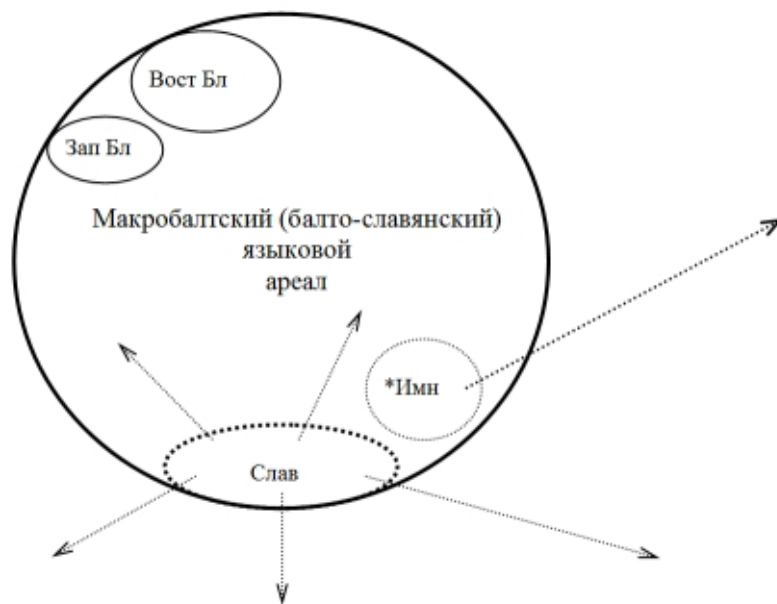 Вост Бл
Зап Бл
Макробалтский (балто-славянский)
языковой
ареал
*Имн
Слав